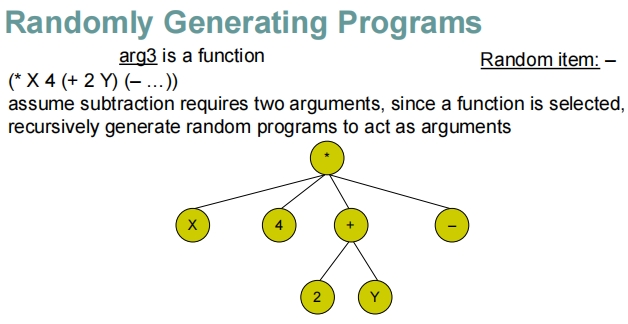 Randomly Generating Programs
arg3 is a function
Random item: –
(* X 4 (+ 2 Y) (– ...))
assume subtraction requires two arguments, since a function is selected,
recursively generate random programs to act as arguments
*
X
4
+
–
2
Y